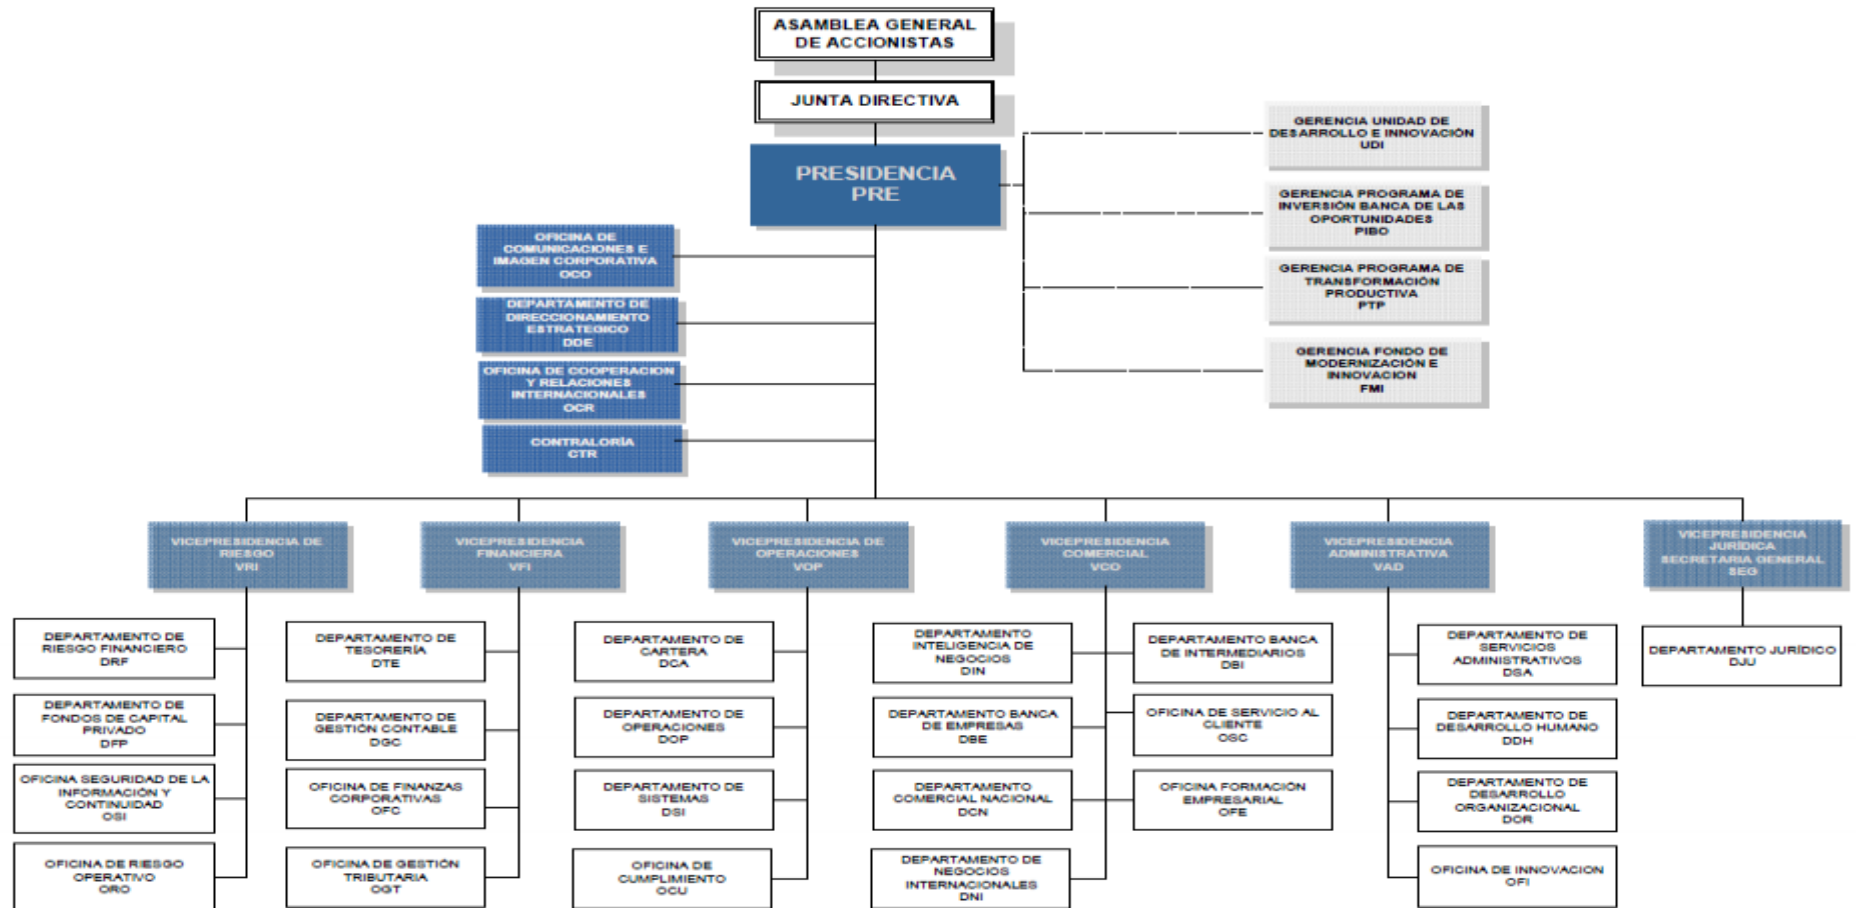 ASAMBLEA GENERAL
DE ACCIONISTAS
JUNTA DIRECTIVA
PRESIDENCIA
PRE
GERENCIA UNIDAD DE
DESARROLLO E INNOVACIÓN
UDI
GERENCIA PROGRAMA DE
INVERSIÓN BANCA DE LAS
OPORTUNIDADES
PIBO
GERENCIA PROGRAMA DE
TRANSFORMACIÓN
PRODUCTIVA
PTP
GERENCIA FONDO DE
MODERNIZACIÓN E
INNOVACION
FMI
OFICINA DE
COMUNICACIONES E
IMAGEN CORPORATIVA
OCO
DEPARTAMENTO DE
DIRECCIONAMIENTO
ESTRATEGICO
DDE
OFICINA DE COOPERACION
Y RELACIONES
INTERNACIONALES
OCR
CONTRALORÍA
CTR
VICEPRESIDENCIA DE
RIESGO
VRI
VICEPRESIDENCIA
FINANCIERA
VFI
VICEPRESIDENCIA DE
OPERACIONES
VOP
VICEPRESIDENCIA
COMERCIAL
VCO
VICEPRESIDENCIA
ADMINISTRATIVA
VAD
VICEPRESIDENCIA
JURÍDICA
SECRETARIA GENERAL
SEG
DEPARTAMENTO DE
RIESGO FINANCIERO
DRF
DEPARTAMENTO DE
FONDOS DE CAPITAL
PRIVADO
DFP
OFICINA SEGURIDAD DE LA
INFORMACIÓN Y
CONTINUIDAD
OSI
OFICINA DE RIESGO
OPERATIVO
ORO
DEPARTAMENTO DE
TESORERÍA
DTE
DEPARTAMENTO DE
GESTIÓN CONTABLE
DGC
OFICINA DE FINANZAS
CORPORATIVAS
OFC
OFICINA DE GESTIÓN
TRIBUTARIA
OGT
DEPARTAMENTO DE
CARTERA
DCA
DEPARTAMENTO DE
OPERACIONES
DOP
DEPARTAMENTO DE
SISTEMAS
DSI
OFICINA DE
CUMPLIMIENTO
OCU
DEPARTAMENTO
INTELIGENCIA DE
NEGOCIOS
DIN
DEPARTAMENTO BANCA
DE EMPRESAS
DBE
DEPARTAMENTO
COMERCIAL NACIONAL
DCN
DEPARTAMENTO DE
NEGOCIOS
INTERNACIONALES
DNI
DEPARTAMENTO BANCA
DE INTERMEDIARIOS
DBI
OFICINA DE SERVICIO AL
CLIENTE
OSC
OFICINA FORMACIÓN
EMPRESARIAL
OFE
DEPARTAMENTO DE
SERVICIOS
ADMINISTRATIVOS
DSA
DEPARTAMENTO DE
DESARROLLO HUMANO
DDH
DEPARTAMENTO DE
DESARROLLO
ORGANIZACIONAL
DOR
OFICINA DE INNOVACION
OFI
DEPARTAMENTO JURÍDICO
DJU